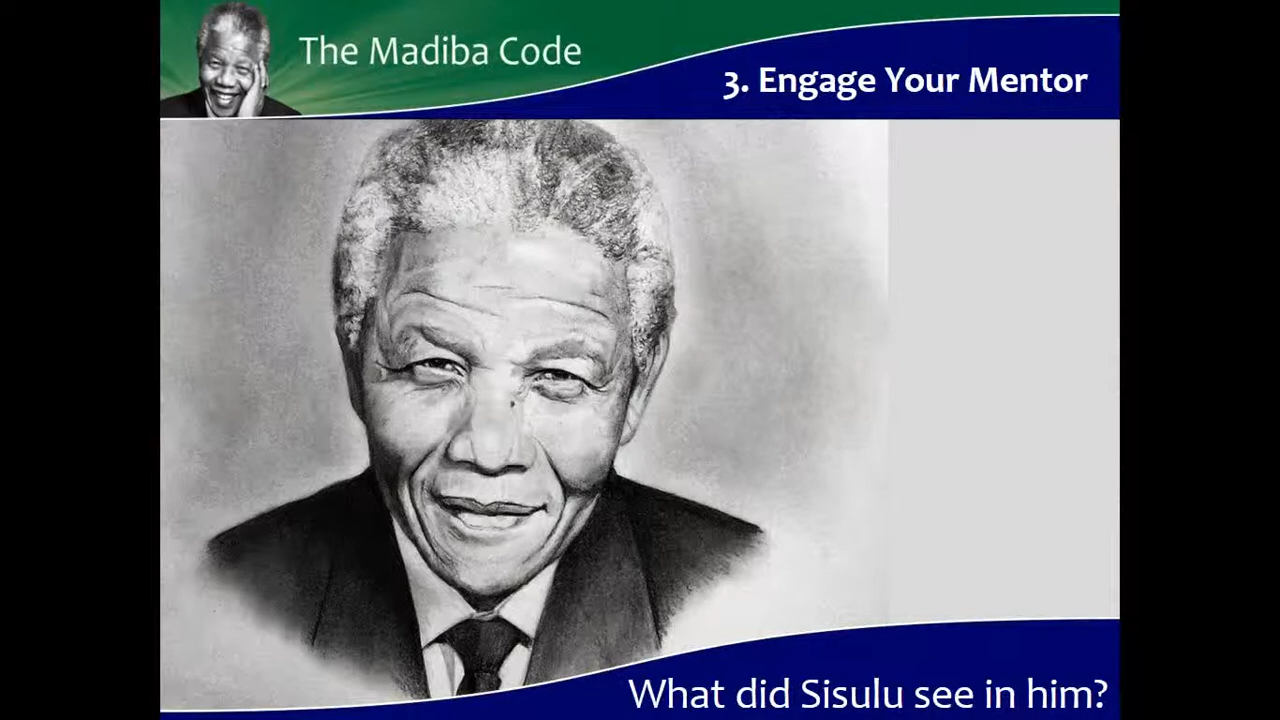 The Madiba Code
3. Engage Your Mentor
What did Sisulu see in him?